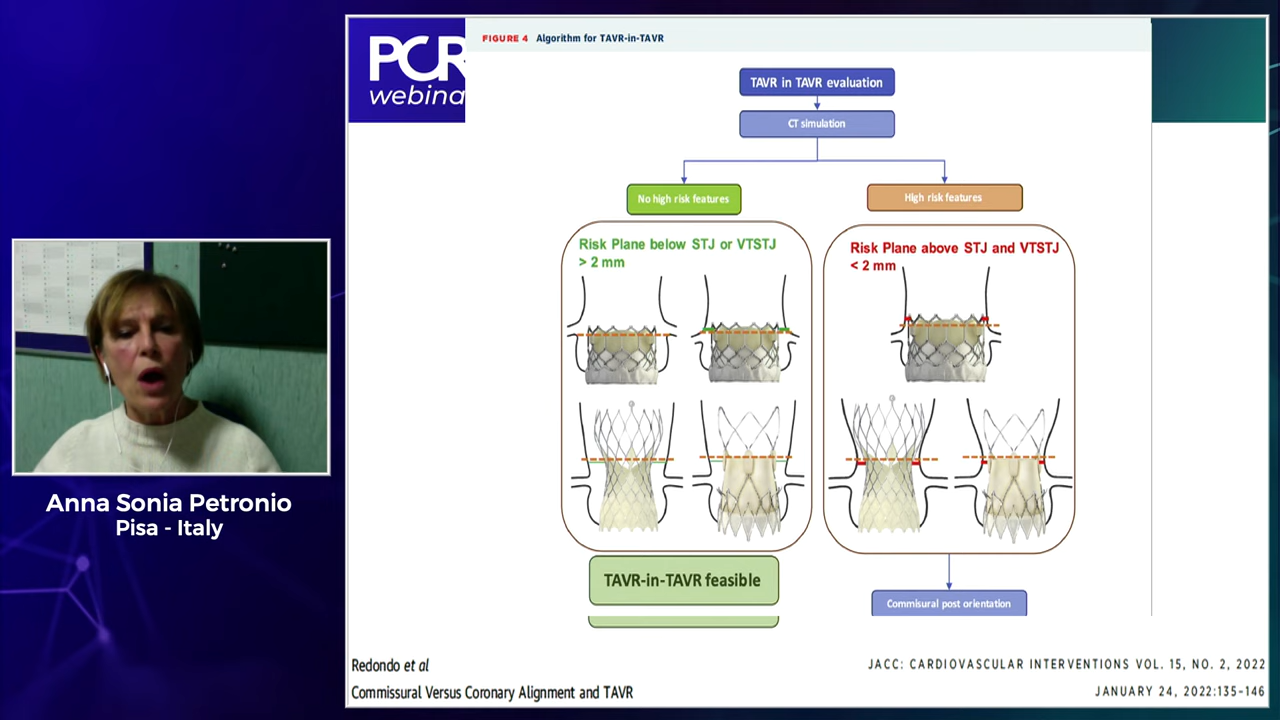 PCR
webina
FIGURE 4 Algorithm for TAVR-in-TAVR
TAVR in TAVR evaluation
CT simulation
No high risk features
High risk features
Risk Plane below STJ or VTSTJ
> 2 mm
Risk Plane above STJ and VTSTJ
< 2 mm
TAVR-in-TAVR feasible
Commisural post orientation
Anna Sonia Petronio
Pisa - Italy
Redondo et al
Commissural Versus Coronary Alignment and TAVR
JACC: CARDIOVASCULAR INTERVENTIONS VOL. 15, NO. 2, 2022
JANUARY 24, 2022:135-146